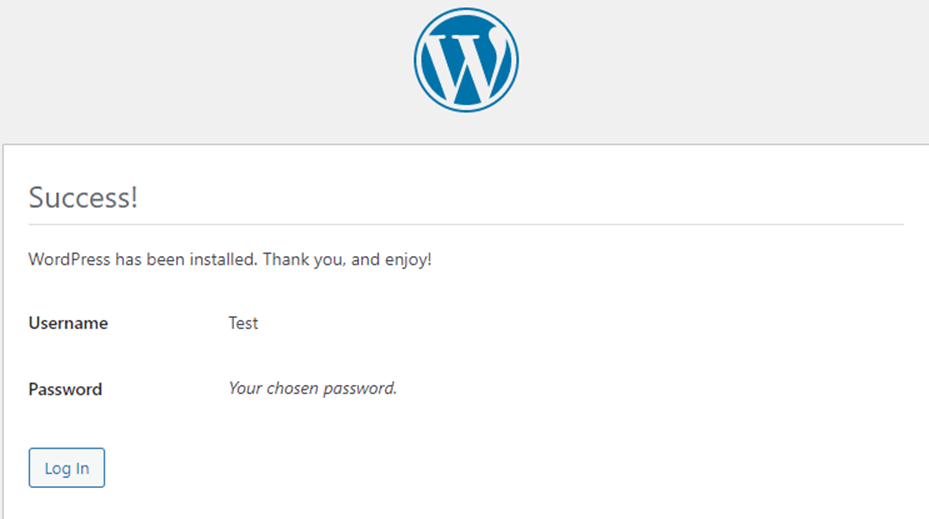 Success!
WordPress has been installed. Thank you, and enjoy!
Username Test
Password Your chosen password.
Log In